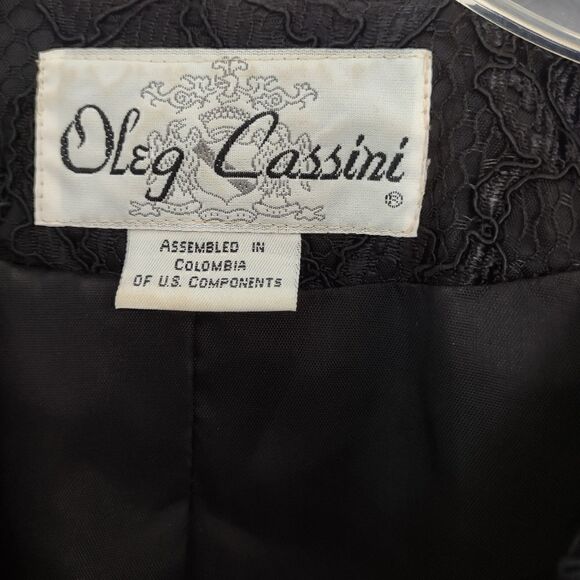 Oleg Cassini
®
ASSEMBLED IN
COLOMBIA
OF U.S. COMPONENTS